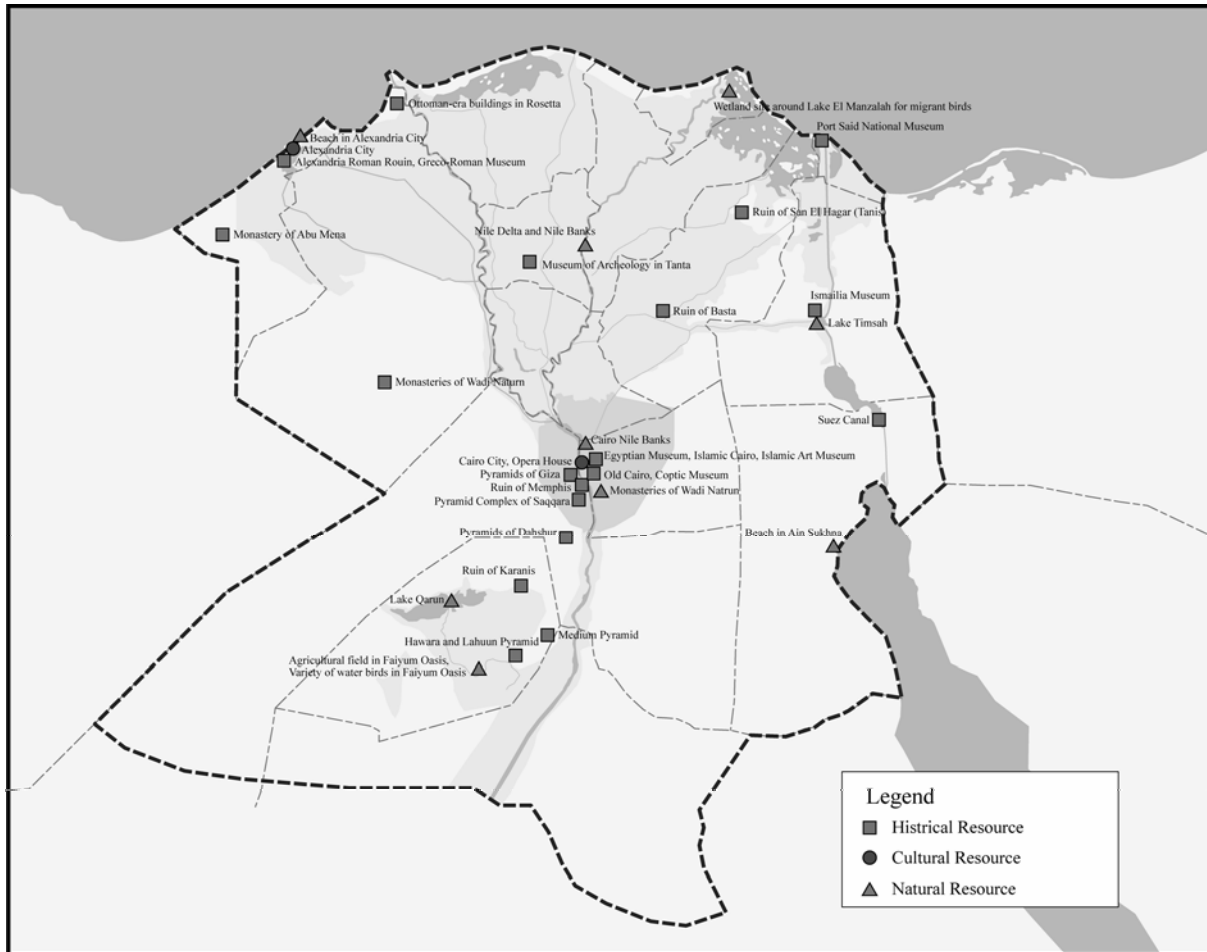 Ottoman-era buildings in Rosetta
Wetland site around Lake El Manzalah for migrant birds
Port Said National Museum
Beach in Alexandria City
Alexandria City
Alexandria Roman Rouin, Greco-Roman Museum
Ruin of San El Hagar (Tanis)
Monastery of Abu Mena
Nile Delta and Nile Banks
Museum of Archeology in Tanta
Ismailia Museum
Ruin of Basta
Lake Timsah
Monasteries of Wadi Naturn
Suez Canal
Cairo Nile Banks
Egyptian Museum, Islamic Cairo, Islamic Art Museum
Cairo City, Opera House
Pyramids of Giza
Old Cairo, Coptic Museum
Ruin of Memphis
Monasteries of Wadi Natrun
Pyramid Complex of Saqqara
Pyramids of Dahshur
Beach in Ain Sukhna
Ruin of Karanis
Lake Qarun
Medium Pyramid
Hawara and Lahuun Pyramid
Agricultural field in Faiyum Oasis,
Variety of water birds in Faiyum Oasis
Legend
Histrical Resource
Cultural Resource
Natural Resource